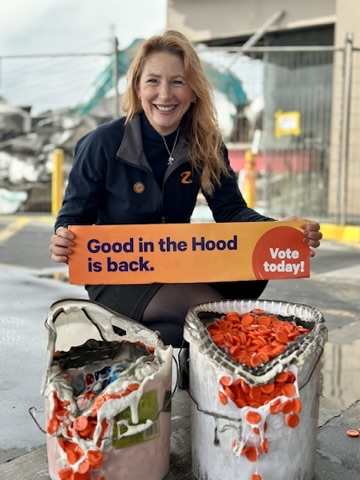 Good in the Hood
is back.
Vote
today!
Z